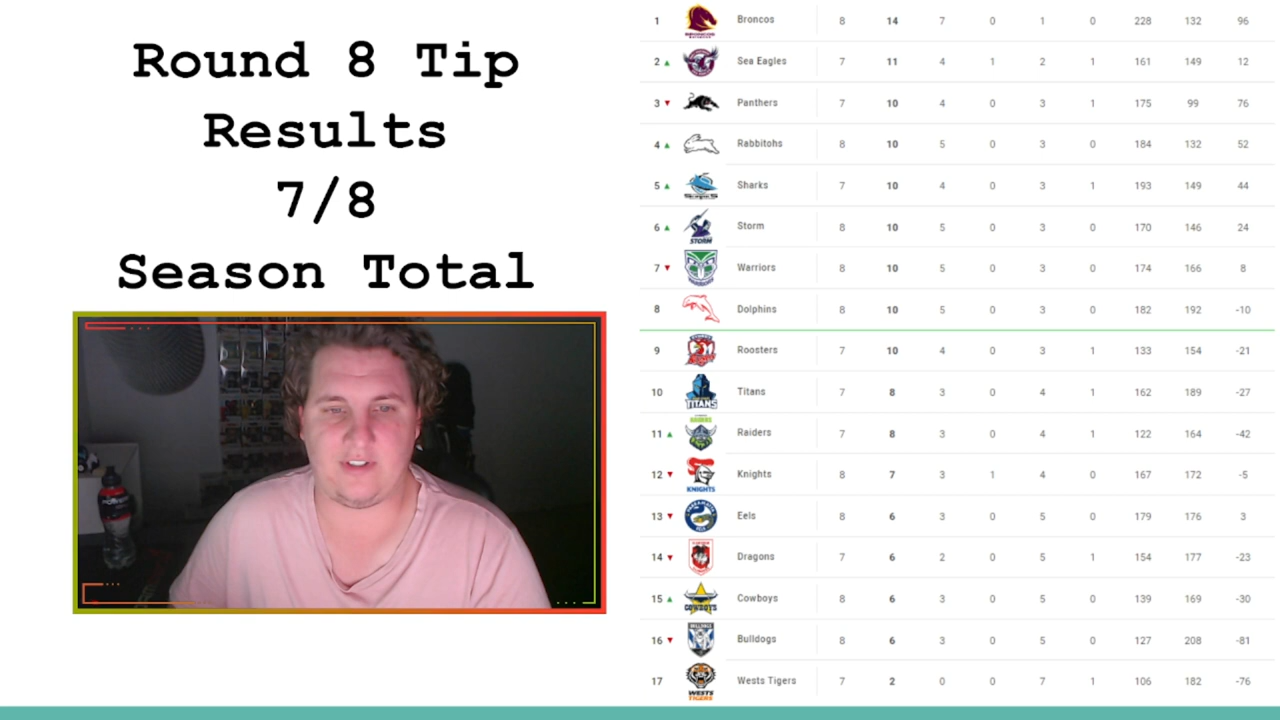 Round 8 Tip
Results
7/8
Season Total
1 Broncos 8 14 7 0 1 0 228 132 96
2 Sea Eagles 7 11 4 1 2 1 161 149 12
3 Panthers 7 10 4 0 3 1 175 99 76
4 Rabbitohs 8 10 5 0 3 0 184 132 52
5 Sharks 7 10 4 0 3 1 149 44
6 STORM Storm 8 10 5 0 3 0 170 146 24
7 Warriors 8 10 5 0 3 0 174 166 8
8 Dolphins 8 10 5 0 3 0 182 192 -10
9 Roosters 7 10 4 0 3 1 154 -21
10 TITANS Titans 7 8 3 0 4 1 189 -27
11 Raiders 7 8 3 0 4 1 122 164 -42
12 KNIGHTS Knights 8 7 3 1 4 0 172 -5
13 Eels 8 6 3 0 5 0 176 3
14 Dragons 7 6 2 0 5 1 177 -23
15 COWBOYS Cowboys 8 6 3 0 5 0 169 -30
16 BULLDOGS Bulldogs 8 6 3 0 5 0 127 208 -81
17 WESTS TIGERS Wests Tigers 7 2 0 0 7 1 106 182 -76